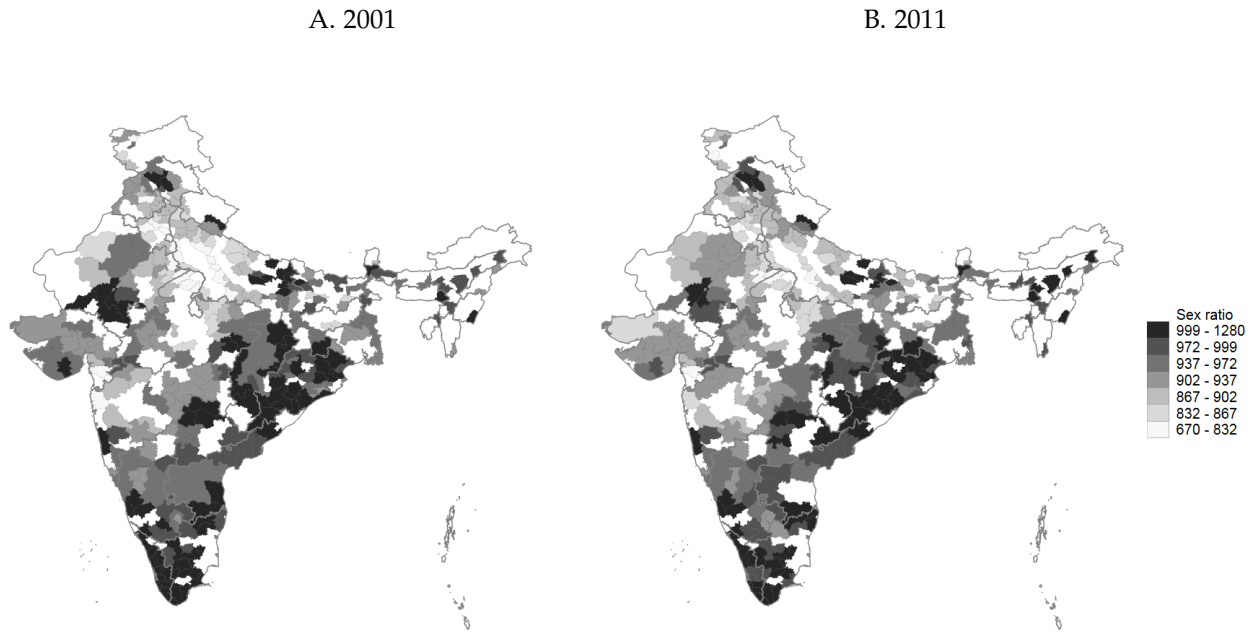 A. 2001
B. 2011
Sex ratio
999 - 1280
972 - 999
937 - 972
902 - 937
867 - 902
832 - 867
670 - 832